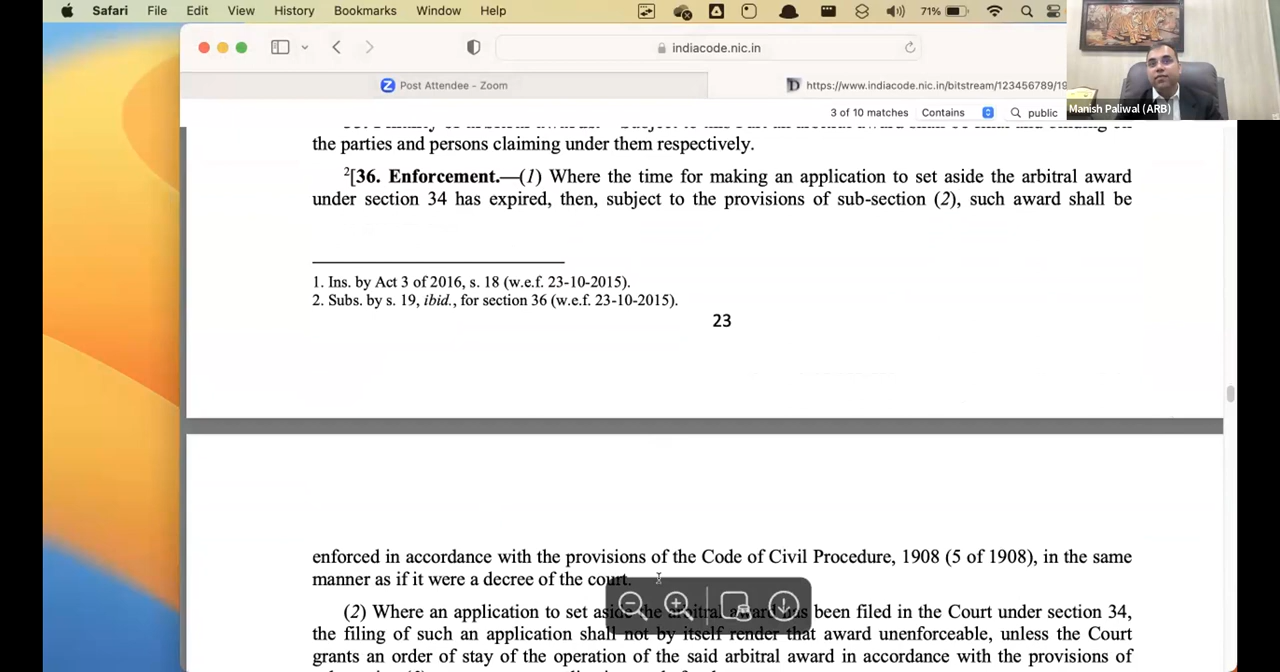 Safari File Edit View History Bookmarks Window Help 71%
indiacode.nic.in
Post Attendee - Zoom
https://www.indiacode.nic.in/bitstream/123456789/19
3 of 10 matches Contains public
Manish Paliwal (ARB)
the parties and persons claiming under them respectively.
2[36. Enforcement.—(1) Where the time for making an application to set aside the arbitral award
under section 34 has expired, then, subject to the provisions of sub-section (2), such award shall be
1. Ins. by Act 3 of 2016, s. 18 (w.e.f. 23-10-2015).
2. Subs. by s. 19, ibid., for section 36 (w.e.f. 23-10-2015).
23
enforced in accordance with the provisions of the Code of Civil Procedure, 1908 (5 of 1908), in the same
manner as if it were a decree of the court.
(2) Where an application to set aside the arbitral award has been filed in the Court under section 34,
the filing of such an application shall not by itself render that award unenforceable, unless the Court
grants an order of stay of the operation of the said arbitral award in accordance with the provisions of